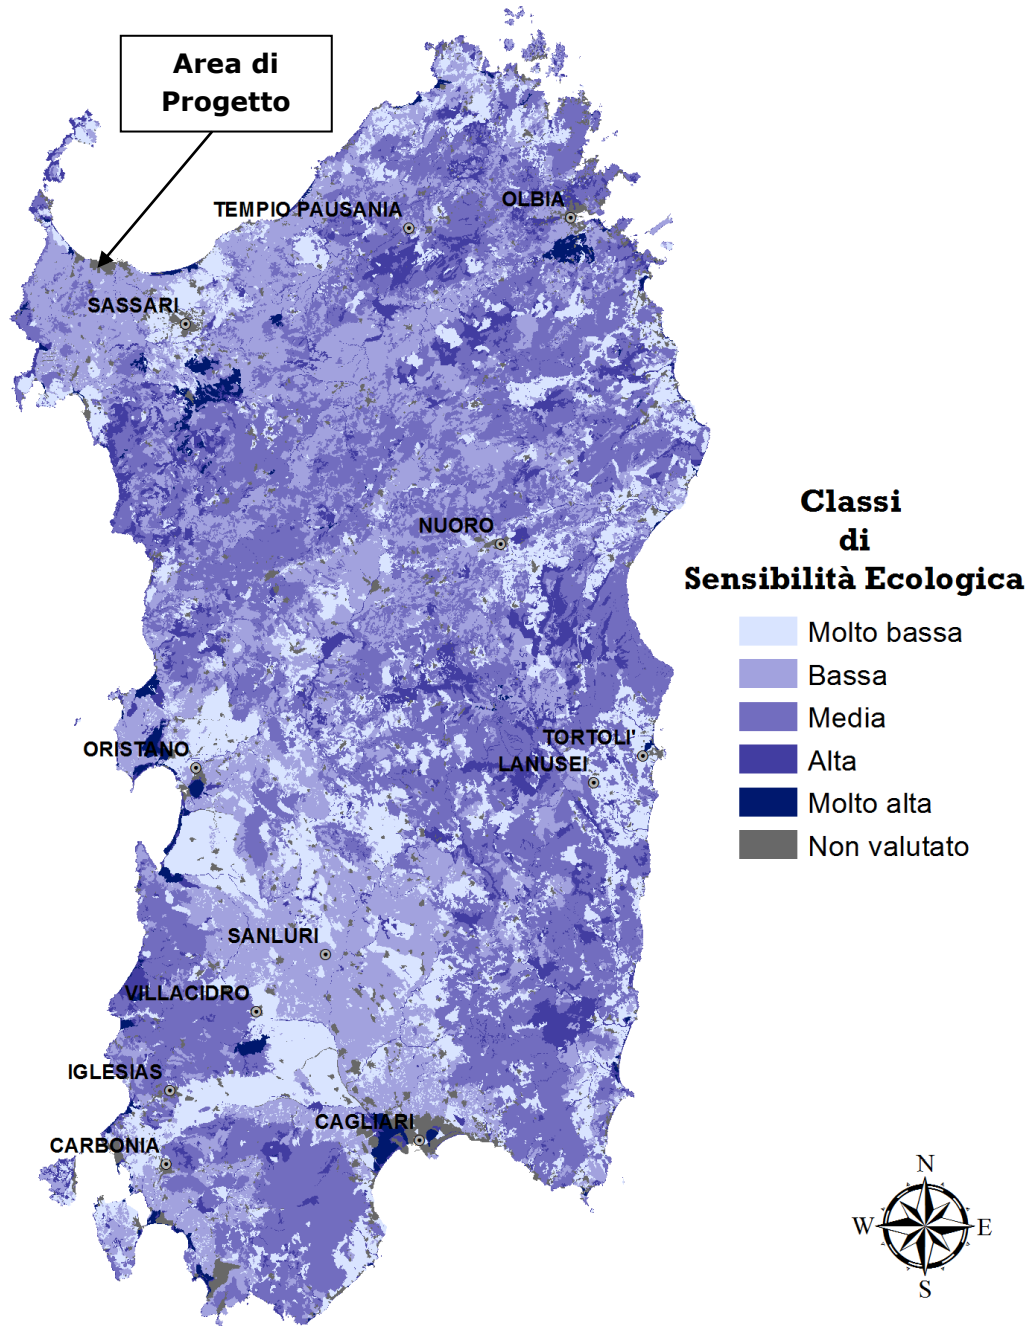 Area di
Progetto
TEMPIO PAUSANIA
OLBIA
SASSARI
NUORO
ORISTANO
TORTOLI'
LANUSEI
SANLURI
VILLACIDRO
IGLESIAS
CAGLIARI
CARBONIA
Classi
di
Sensibilità Ecologica
Molto bassa
Bassa
Media
Alta
Molto alta
Non valutato
N
W E
S